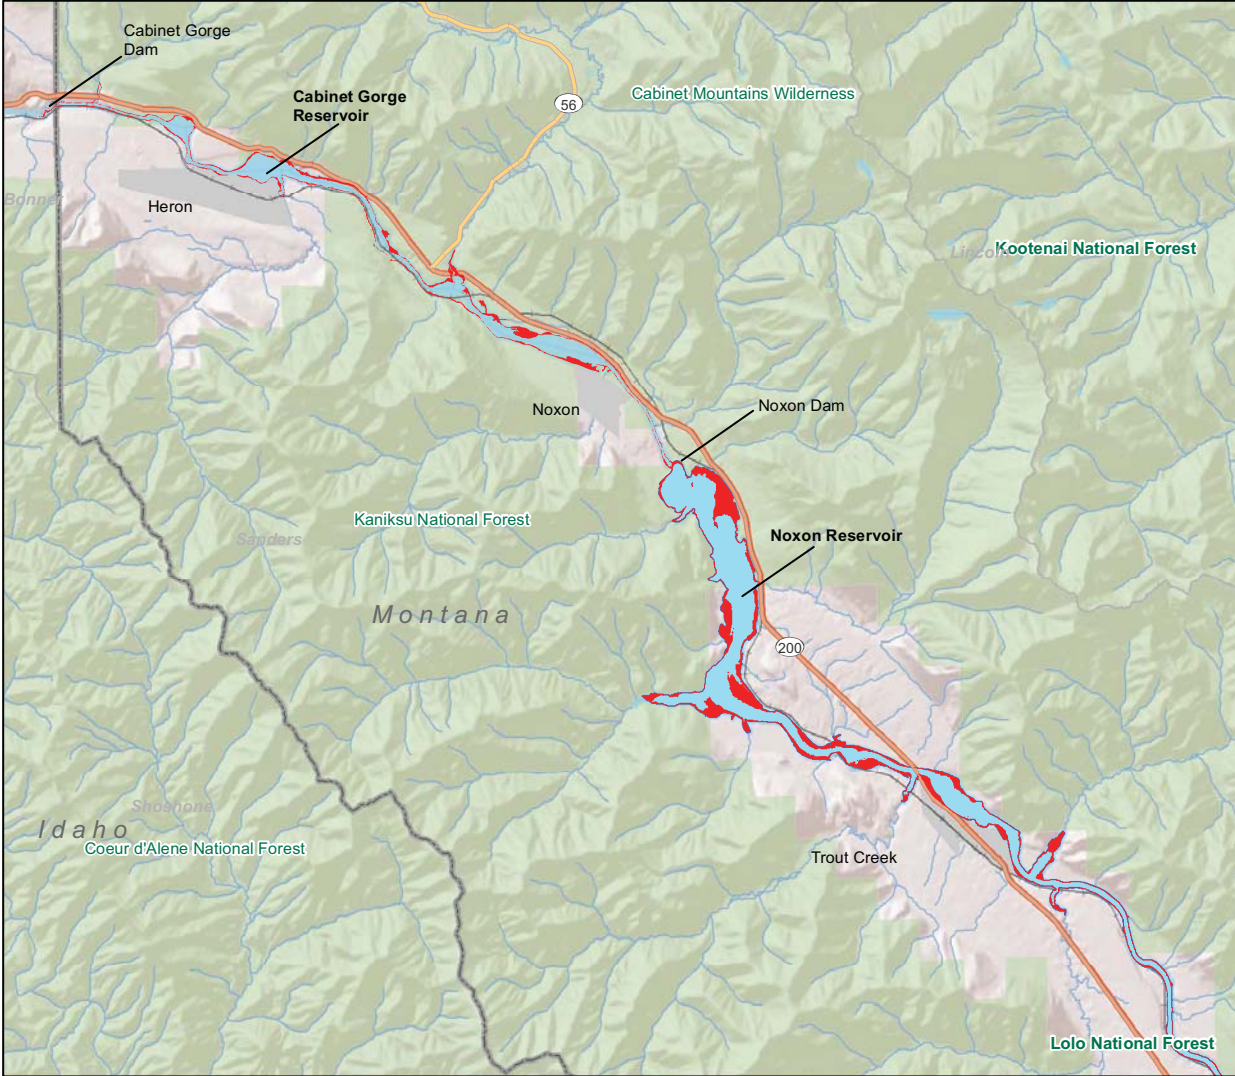 Cabinet Gorge
Dam
Cabinet Gorge
Reservoir
56
Cabinet Mountains Wilderness
Bonner
Heron
Lincoln
Kootenai National Forest
Noxon
Noxon Dam
Kaniksu National Forest
Sanders
Noxon Reservoir
Montana
200
Shoshone
Idaho
Coeur d'Alene National Forest
Trout Creek
Lolo National Forest